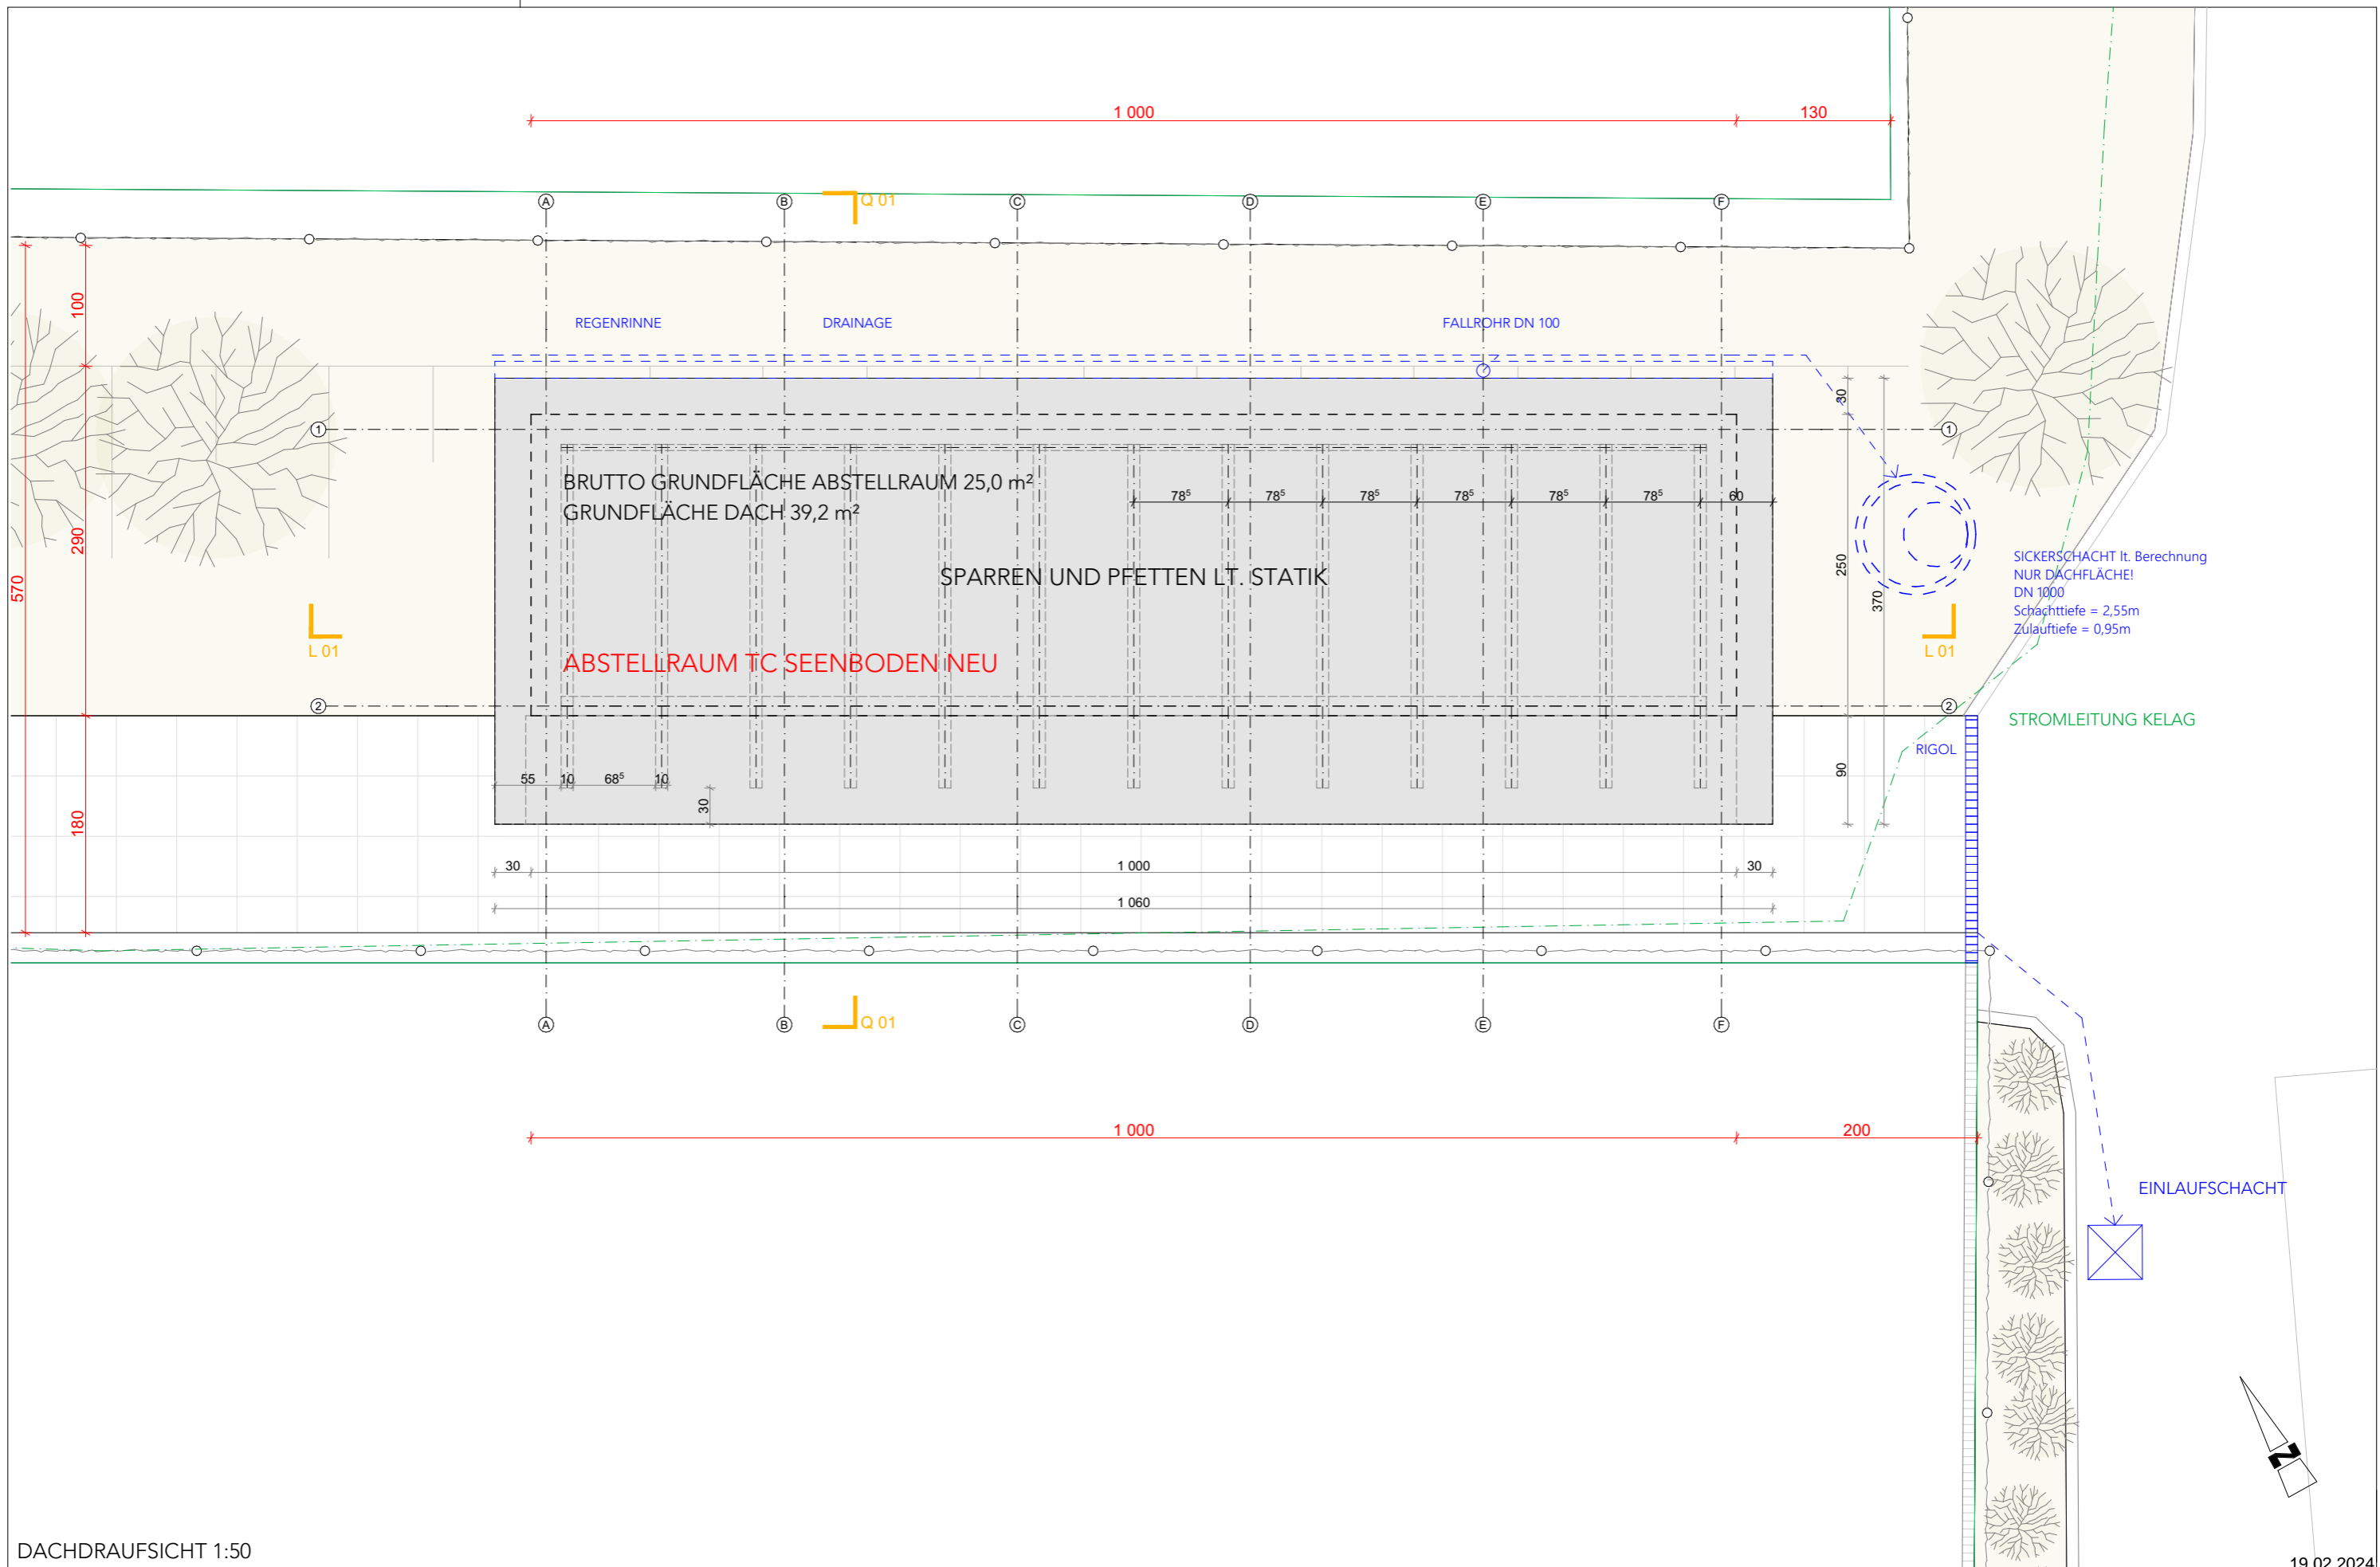 1 000
130
A
B
Q 01
C
D
E
F
100
REGENRINNE
DRAINAGE
FALLROHR DN 100
30
1
1
BRUTTO GRUNDFLÄCHE ABSTELLRAUM 25,0 m²
GRUNDFLÄCHE DACH 39,2 m²
78⁵
78⁵
78⁵
78⁵
78⁵
78⁵
60
290
570
250
370
SPARREN UND PFETTEN LT. STATIK
SICKERSCHACHT lt. Berechnung
NUR DACHFLÄCHE!
DN 1000
Schachttiefe = 2,55m
Zulauftiefe = 0,95m
L 01
L 01
ABSTELLRAUM TC SEENBODEN NEU
2
2
STROMLEITUNG KELAG
RIGOL
55
10
68⁵
10
30
90
180
30
1 000
30
1 060
A
B
Q 01
C
D
E
F
1 000
200
EINLAUFSCHACHT
N
DACHDRAUFSICHT 1:50
19.02.2024